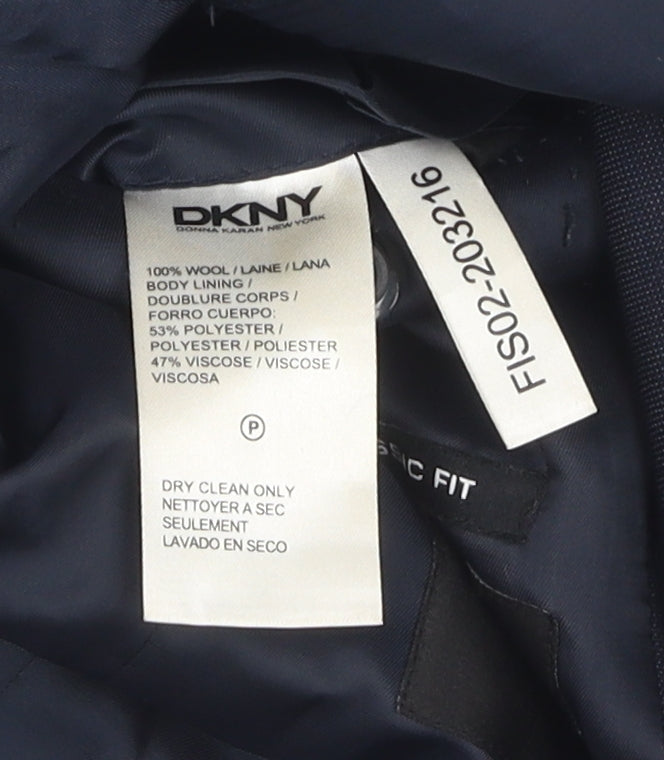 DKNY
DONNA KARAN NEW YORK
100% WOOL / LAINE / LANA
BODY LINING /
DOUBLURE CORPS /
FORRO CUERPO:
53% POLYESTER /
POLYESTER / POLIESTER
47% VISCOSE / VISCOSE /
VISCOSA
P
DRY CLEAN ONLY
NETTOYER A SEC
SEULEMENT
LAVADO EN SECO
FIS02-203216
FIT